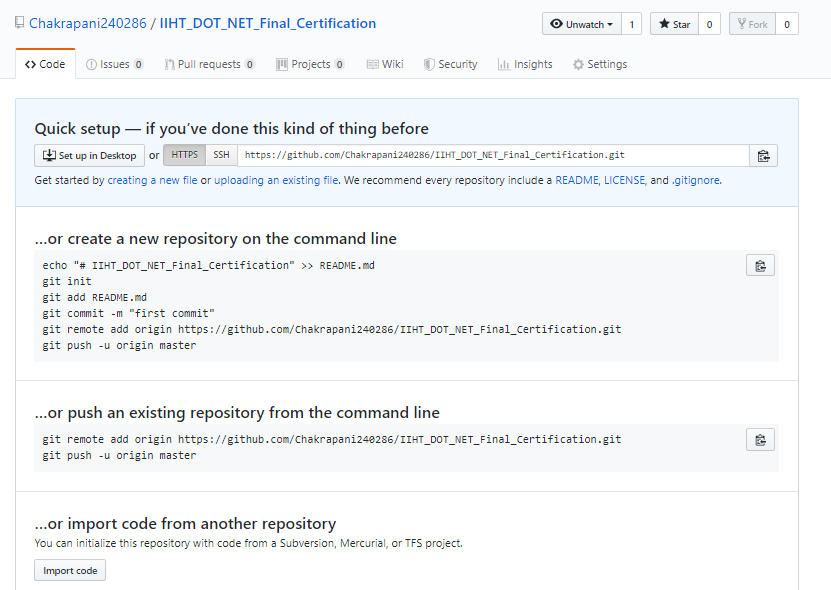 Chakrapani240286 / IIHT_DOT_NET_Final_Certification
Unwatch 1 Star 0 Fork 0
Code Issues 0 Pull requests 0 Projects 0 Wiki Security Insights Settings
Quick setup — if you’ve done this kind of thing before
Set up in Desktop or HTTPS SSH https://github.com/Chakrapani240286/IIHT_DOT_NET_Final_Certification.git
Get started by creating a new file or uploading an existing file. We recommend every repository include a README, LICENSE, and .gitignore.
…or create a new repository on the command line
echo "# IIHT_DOT_NET_Final_Certification" >> README.md
git init
git add README.md
git commit -m "first commit"
git remote add origin https://github.com/Chakrapani240286/IIHT_DOT_NET_Final_Certification.git
git push -u origin master
…or push an existing repository from the command line
git remote add origin https://github.com/Chakrapani240286/IIHT_DOT_NET_Final_Certification.git
git push -u origin master
…or import code from another repository
You can initialize this repository with code from a Subversion, Mercurial, or TFS project.
Import code